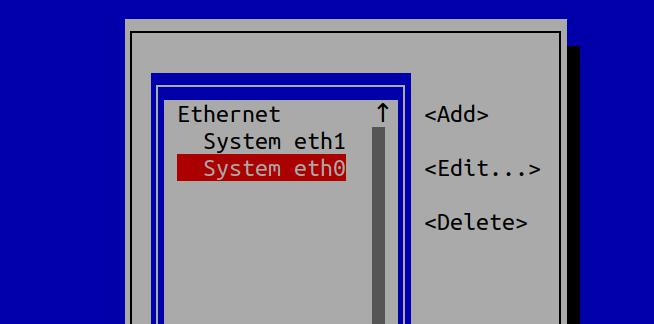 Ethernet ↑ <Add>
System eth1
System eth0 <Edit...>
<Delete>